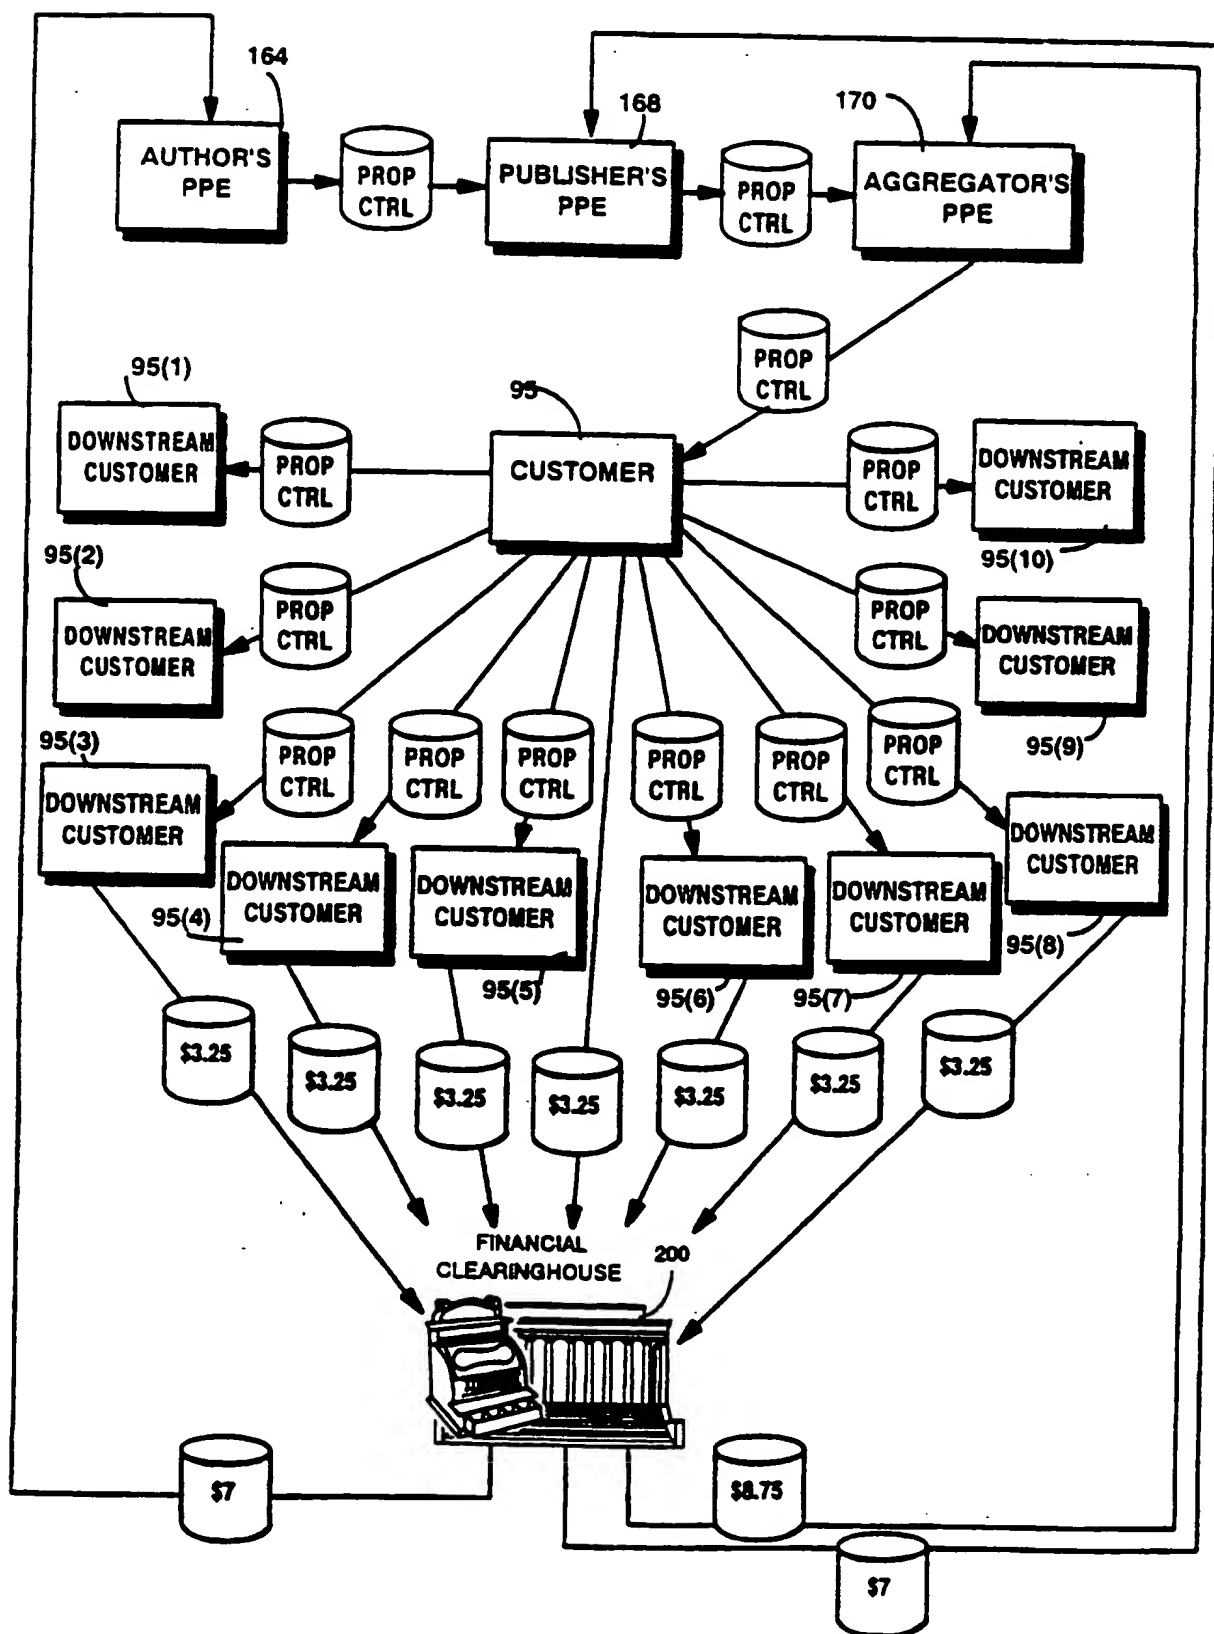 164
168
170
AUTHOR'S
PPE
PROP
CTRL
PUBLISHER'S
PPE
PROP
CTRL
AGGREGATOR'S
PPE
PROP
CTRL
95(1)
95
DOWNSTREAM
CUSTOMER
PROP
CTRL
CUSTOMER
PROP
CTRL
DOWNSTREAM
CUSTOMER
95(10)
95(2)
DOWNSTREAM
CUSTOMER
PROP
CTRL
PROP
CTRL
DOWNSTREAM
CUSTOMER
95(9)
95(3)
DOWNSTREAM
CUSTOMER
PROP
CTRL
PROP
CTRL
PROP
CTRL
PROP
CTRL
PROP
CTRL
PROP
CTRL
DOWNSTREAM
CUSTOMER
95(8)
DOWNSTREAM
CUSTOMER
95(4)
DOWNSTREAM
CUSTOMER
95(5)
DOWNSTREAM
CUSTOMER
95(6)
DOWNSTREAM
CUSTOMER
95(7)
$3.25
$3.25
$3.25
$3.25
$3.25
$3.25
$3.25
FINANCIAL
CLEARINGHOUSE
200
$7
$8.75
$7